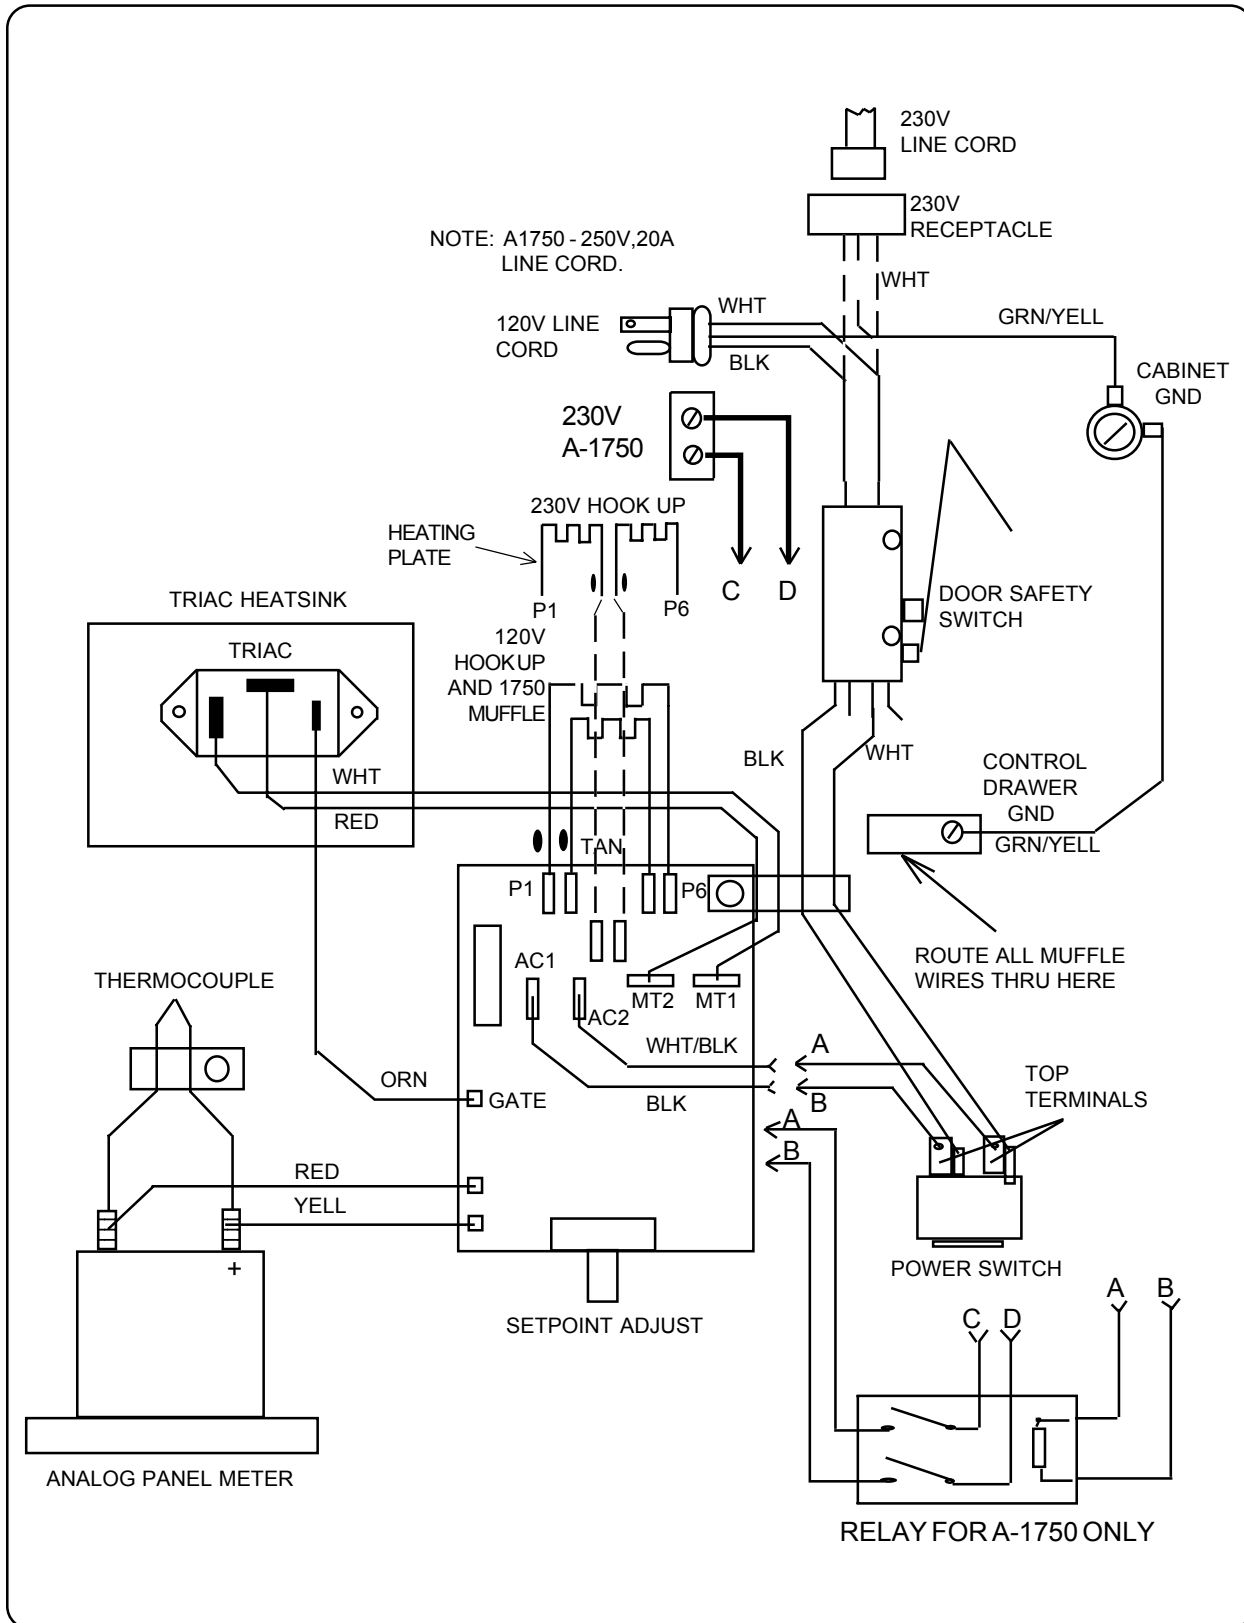 230V
LINE CORD
230V
RECEPTACLE
NOTE: A1750 - 250V,20A
LINE CORD.
WHT
WHT
GRN/YELL
120V LINE
CORD
BLK
CABINET
GND
230V
A-1750
230V HOOK UP
HEATING
PLATE
C
D
P1
P6
DOOR SAFETY
SWITCH
TRIAC HEATSINK
TRIAC
120V
HOOKUP
AND 1750
MUFFLE
WHT
RED
BLK
WHT
CONTROL
DRAWER
GND
GRN/YELL
TAN
P1
P6
ROUTE ALL MUFFLE
WIRES THRU HERE
THERMOCOUPLE
AC1
AC2
MT2
MT1
WHT/BLK
A
BLK
B
TOP
TERMINALS
ORN
GATE
A
B
RED
YELL
+
POWER SWITCH
SETPOINT ADJUST
C
D
A
B
ANALOG PANEL METER
RELAY FOR A-1750 ONLY